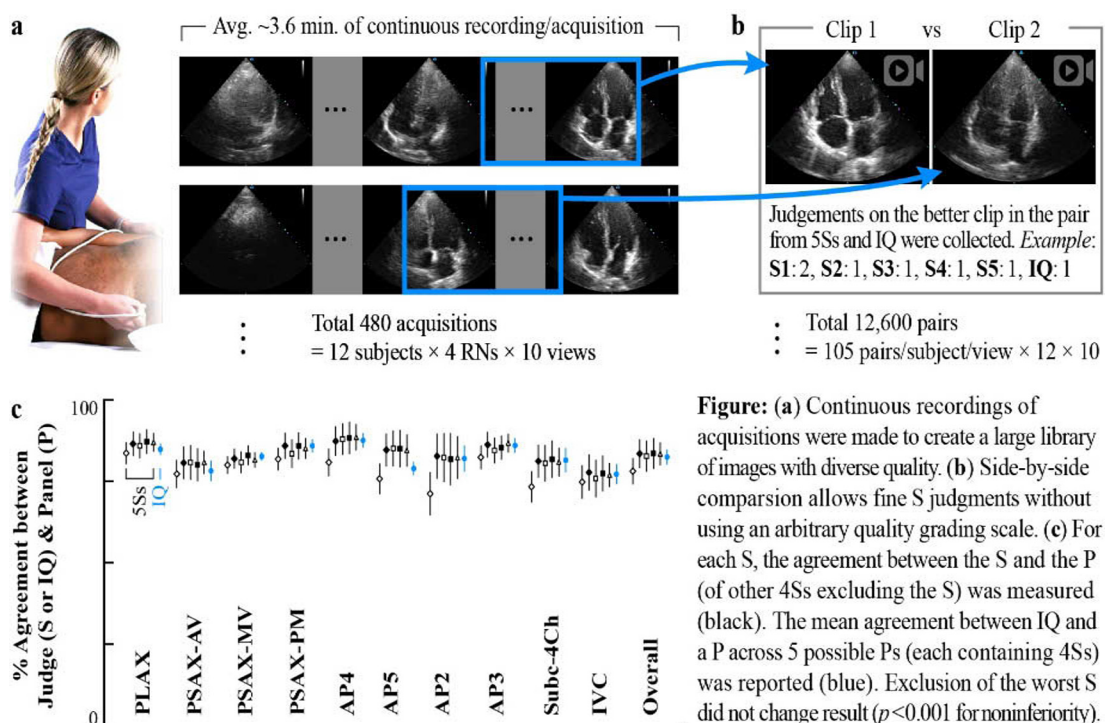 a
Avg. ~3.6 min. of continuous recording/acquisition
...
...
...
...
Total 480 acquisitions
= 12 subjects × 4 RNs × 10 views
b
Clip 1 vs Clip 2
Judgements on the better clip in the pair
from 5Ss and IQ were collected. Example:
S1: 2, S2: 1, S3: 1, S4: 1, S5: 1, IQ: 1
Total 12,600 pairs
= 105 pairs/subject/view × 12 × 10
c
% Agreement between
Judge (S or IQ) & Panel (P)
100
0
5Ss
IQ
PLAX
PSAX-AV
PSAX-MV
PSAX-PM
AP4
AP5
AP2
AP3
Subc-4Ch
IVC
Overall
Figure: (a) Continuous recordings of
acquisitions were made to create a large library
of images with diverse quality. (b) Side-by-side
comparsion allows fine S judgments without
using an arbitrary quality grading scale. (c) For
each S, the agreement between the S and the P
(of other 4Ss excluding the S) was measured
(black). The mean agreement between IQ and
a P across 5 possible Ps (each containing 4Ss)
was reported (blue). Exclusion of the worst S
did not change result (p<0.001 for noninferiority).